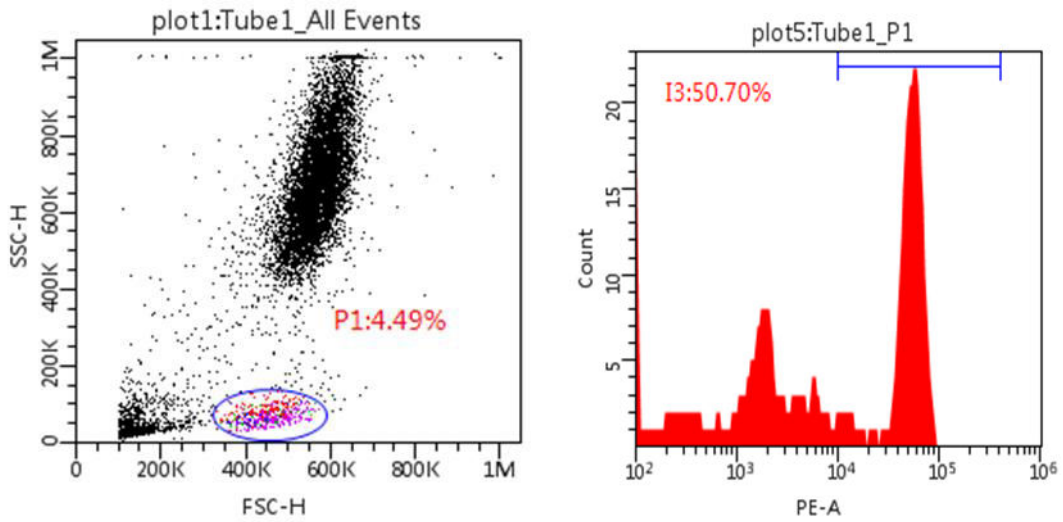 plot1:Tube1_All Events
SSC-H
1M
800K
600K
400K
200K
0
P1:4.49%
0
200K
400K
600K
800K
1M
FSC-H
plot5:Tube1_P1
I3:50.70%
Count
20
15
10
5
10²
10³
10⁴
10⁵
10⁶
PE-A